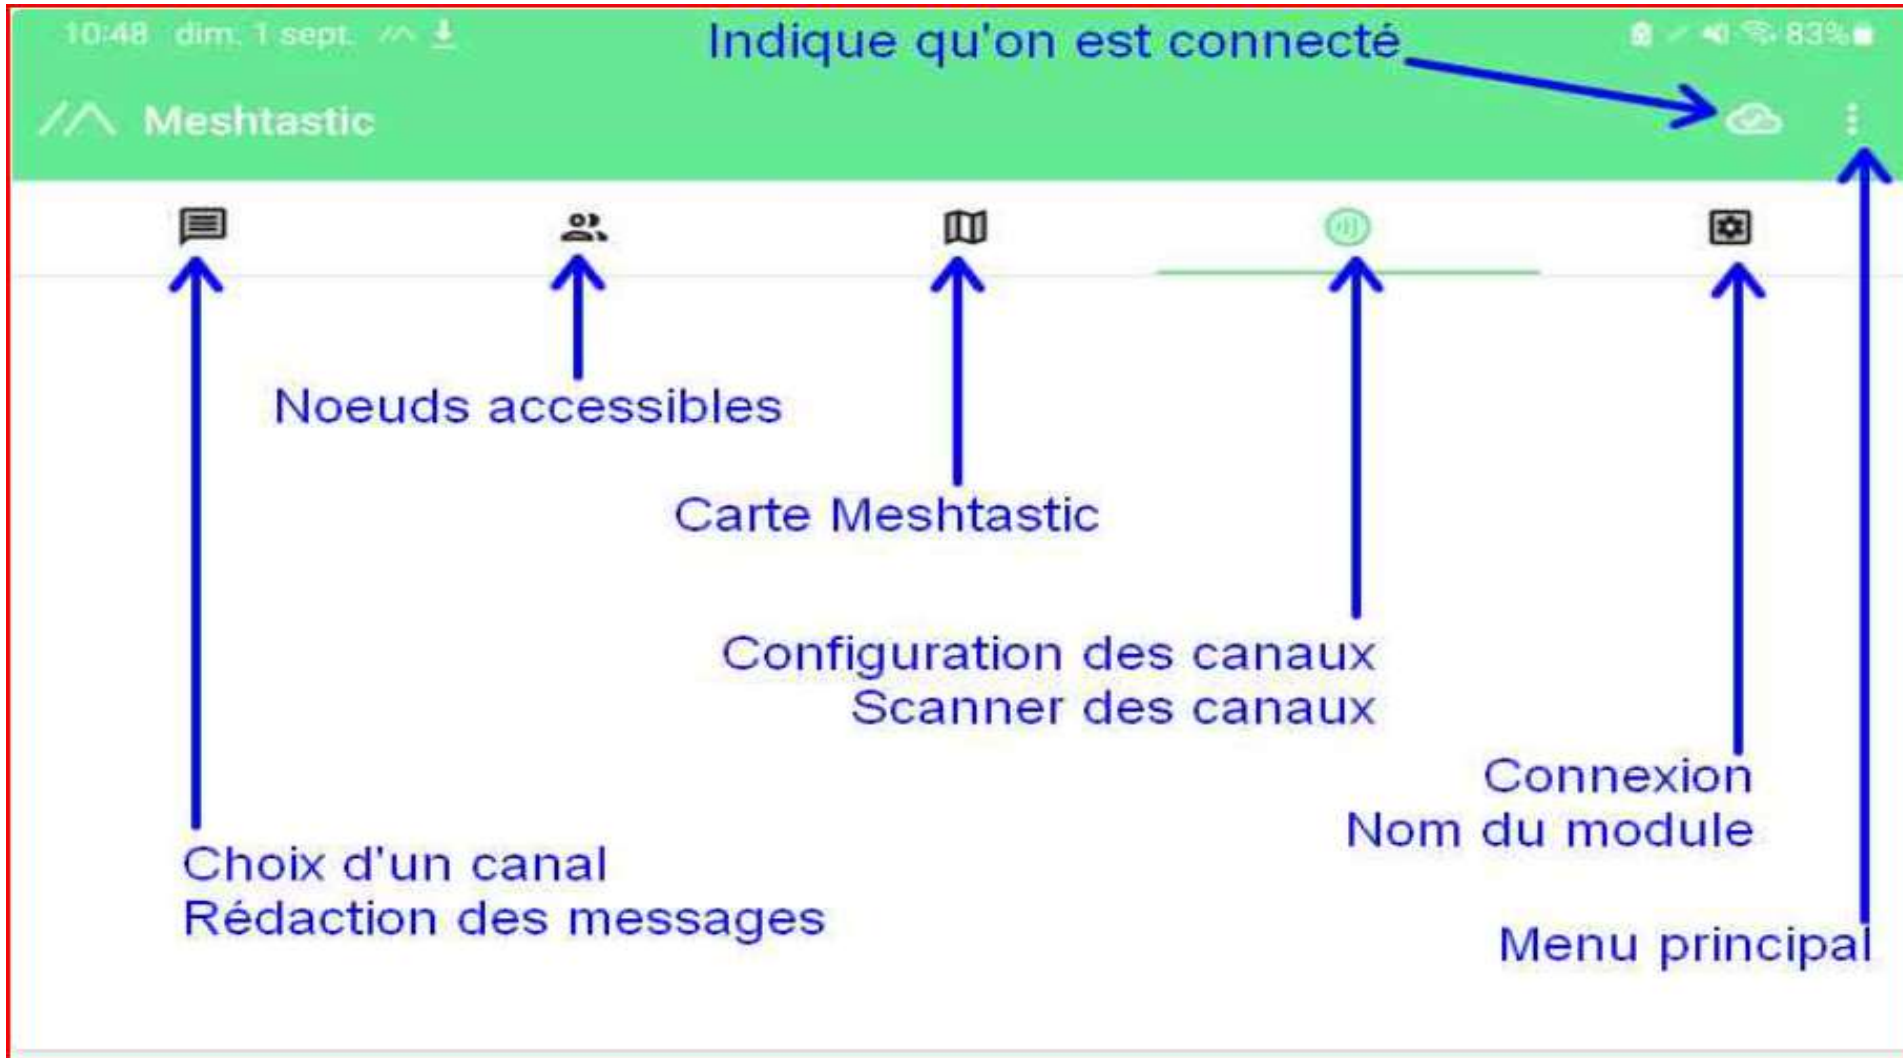 10:48 dim. 1 sept.
83%
Indique qu'on est connecté
Meshtastic
Noeuds accessibles
Carte Meshtastic
Configuration des canaux
Scanner des canaux
Connexion
Nom du module
Choix d'un canal
Rédaction des messages
Menu principal